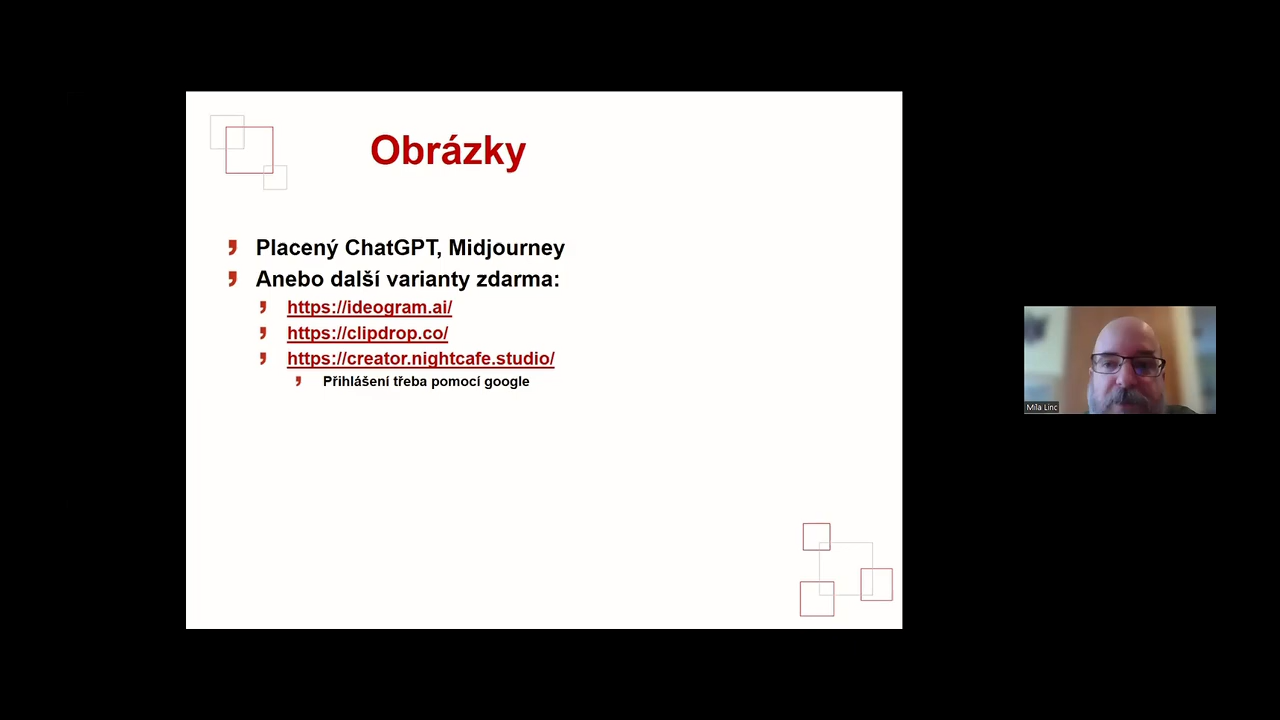 Obrázky
Placený ChatGPT, Midjourney
Anebo další varianty zdarma:
https://ideogram.ai/
https://clipdrop.co/
https://creator.nightcafe.studio/
Přihlášení třeba pomocí google
Míla Linc